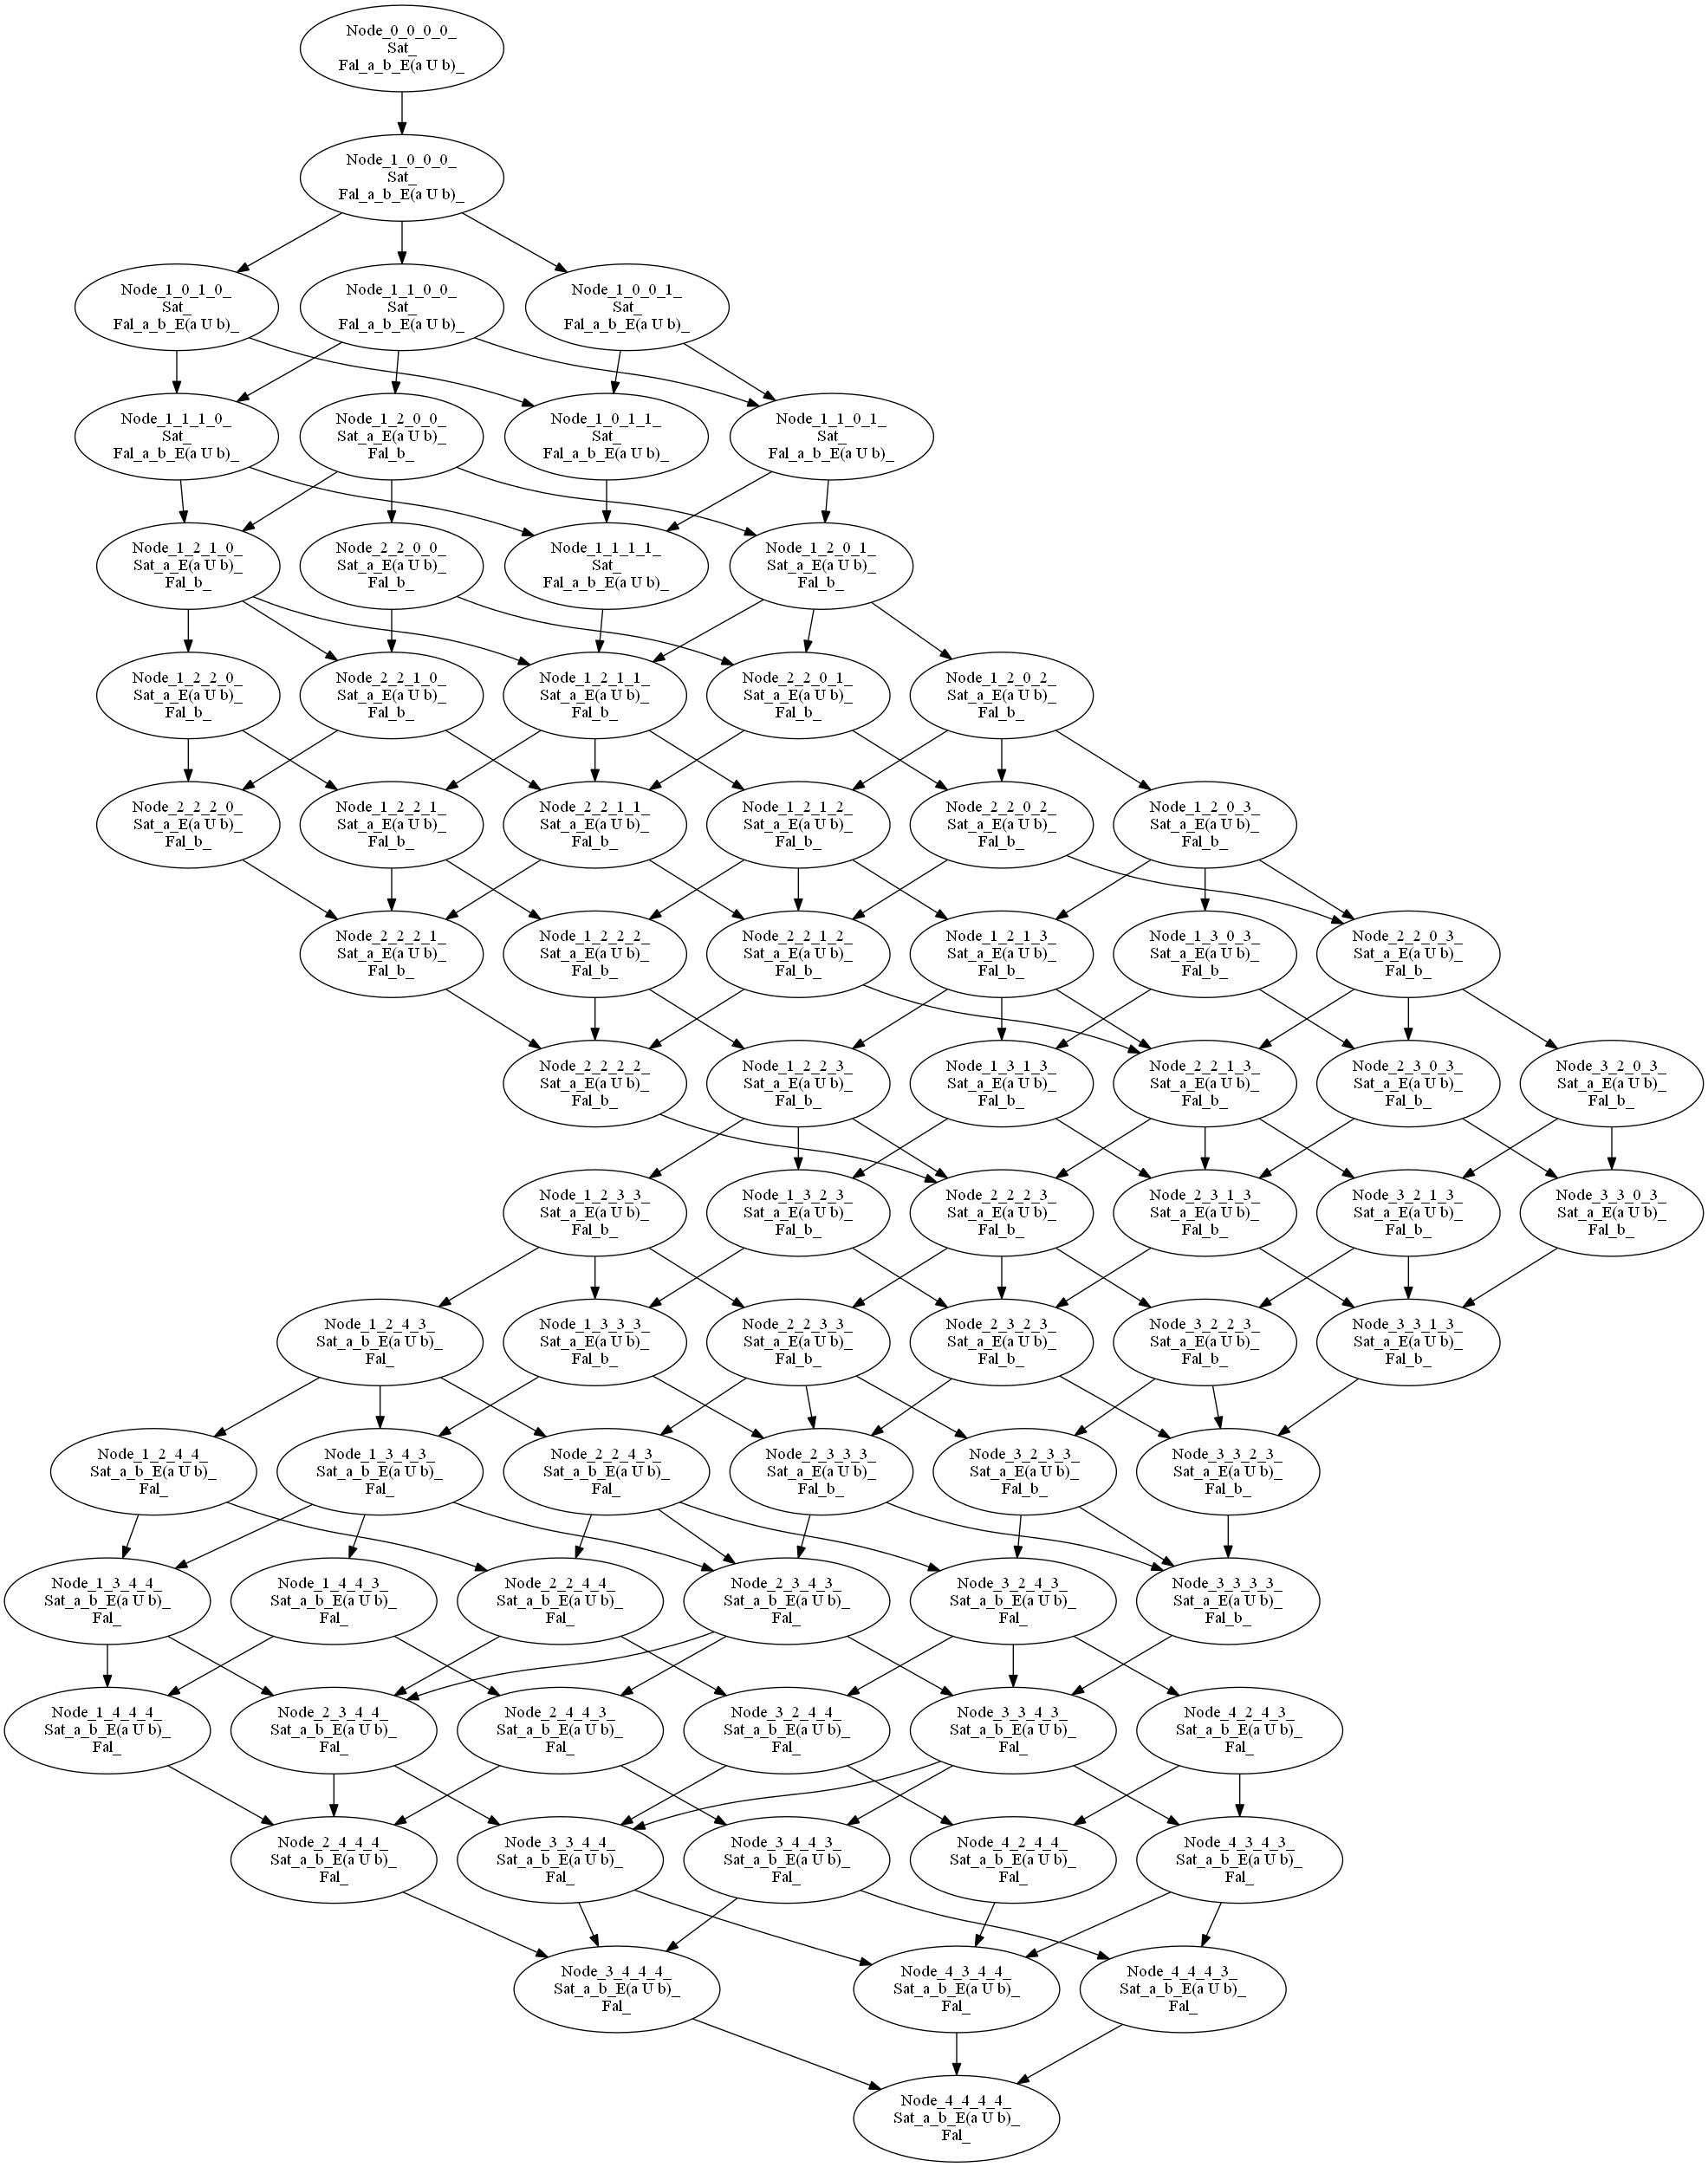 Node_0_0_0_0_
Sat_
Fal_a_b_E(a U b)_
Node_1_0_0_0_
Sat_
Fal_a_b_E(a U b)_
Node_1_0_1_0_
Sat_
Fal_a_b_E(a U b)_
Node_1_1_0_0_
Sat_
Fal_a_b_E(a U b)_
Node_1_0_0_1_
Sat_
Fal_a_b_E(a U b)_
Node_1_1_1_0_
Sat_
Fal_a_b_E(a U b)_
Node_1_2_0_0_
Sat_a_E(a U b)_
Fal_b_
Node_1_0_1_1_
Sat_
Fal_a_b_E(a U b)_
Node_1_1_0_1_
Sat_
Fal_a_b_E(a U b)_
Node_1_2_1_0_
Sat_a_E(a U b)_
Fal_b_
Node_2_2_0_0_
Sat_a_E(a U b)_
Fal_b_
Node_1_1_1_1_
Sat_
Fal_a_b_E(a U b)_
Node_1_2_0_1_
Sat_a_E(a U b)_
Fal_b_
Node_1_2_2_0_
Sat_a_E(a U b)_
Fal_b_
Node_2_2_1_0_
Sat_a_E(a U b)_
Fal_b_
Node_1_2_1_1_
Sat_a_E(a U b)_
Fal_b_
Node_2_2_0_1_
Sat_a_E(a U b)_
Fal_b_
Node_1_2_0_2_
Sat_a_E(a U b)_
Fal_b_
Node_2_2_2_0_
Sat_a_E(a U b)_
Fal_b_
Node_1_2_2_1_
Sat_a_E(a U b)_
Fal_b_
Node_2_2_1_1_
Sat_a_E(a U b)_
Fal_b_
Node_1_2_1_2_
Sat_a_E(a U b)_
Fal_b_
Node_2_2_0_2_
Sat_a_E(a U b)_
Fal_b_
Node_1_2_0_3_
Sat_a_E(a U b)_
Fal_b_
Node_2_2_2_1_
Sat_a_E(a U b)_
Fal_b_
Node_1_2_2_2_
Sat_a_E(a U b)_
Fal_b_
Node_2_2_1_2_
Sat_a_E(a U b)_
Fal_b_
Node_1_2_1_3_
Sat_a_E(a U b)_
Fal_b_
Node_1_3_0_3_
Sat_a_E(a U b)_
Fal_b_
Node_2_2_0_3_
Sat_a_E(a U b)_
Fal_b_
Node_2_2_2_2_
Sat_a_E(a U b)_
Fal_b_
Node_1_2_2_3_
Sat_a_E(a U b)_
Fal_b_
Node_1_3_1_3_
Sat_a_E(a U b)_
Fal_b_
Node_2_2_1_3_
Sat_a_E(a U b)_
Fal_b_
Node_2_3_0_3_
Sat_a_E(a U b)_
Fal_b_
Node_3_2_0_3_
Sat_a_E(a U b)_
Fal_b_
Node_1_2_3_3_
Sat_a_E(a U b)_
Fal_b_
Node_1_3_2_3_
Sat_a_E(a U b)_
Fal_b_
Node_2_2_2_3_
Sat_a_E(a U b)_
Fal_b_
Node_2_3_1_3_
Sat_a_E(a U b)_
Fal_b_
Node_3_2_1_3_
Sat_a_E(a U b)_
Fal_b_
Node_3_3_0_3_
Sat_a_E(a U b)_
Fal_b_
Node_1_2_4_3_
Sat_a_b_E(a U b)_
Fal_
Node_1_3_3_3_
Sat_a_E(a U b)_
Fal_b_
Node_2_2_3_3_
Sat_a_E(a U b)_
Fal_b_
Node_2_3_2_3_
Sat_a_E(a U b)_
Fal_b_
Node_3_2_2_3_
Sat_a_E(a U b)_
Fal_b_
Node_3_3_1_3_
Sat_a_E(a U b)_
Fal_b_
Node_1_2_4_4_
Sat_a_b_E(a U b)_
Fal_
Node_1_3_4_3_
Sat_a_b_E(a U b)_
Fal_
Node_2_2_4_3_
Sat_a_b_E(a U b)_
Fal_
Node_2_3_3_3_
Sat_a_E(a U b)_
Fal_b_
Node_3_2_3_3_
Sat_a_E(a U b)_
Fal_b_
Node_3_3_2_3_
Sat_a_E(a U b)_
Fal_b_
Node_1_3_4_4_
Sat_a_b_E(a U b)_
Fal_
Node_1_4_4_3_
Sat_a_b_E(a U b)_
Fal_
Node_2_2_4_4_
Sat_a_b_E(a U b)_
Fal_
Node_2_3_4_3_
Sat_a_b_E(a U b)_
Fal_
Node_3_2_4_3_
Sat_a_b_E(a U b)_
Fal_
Node_3_3_3_3_
Sat_a_E(a U b)_
Fal_b_
Node_1_4_4_4_
Sat_a_b_E(a U b)_
Fal_
Node_2_3_4_4_
Sat_a_b_E(a U b)_
Fal_
Node_2_4_4_3_
Sat_a_b_E(a U b)_
Fal_
Node_3_2_4_4_
Sat_a_b_E(a U b)_
Fal_
Node_3_3_4_3_
Sat_a_b_E(a U b)_
Fal_
Node_4_2_4_3_
Sat_a_b_E(a U b)_
Fal_
Node_2_4_4_4_
Sat_a_b_E(a U b)_
Fal_
Node_3_3_4_4_
Sat_a_b_E(a U b)_
Fal_
Node_3_4_4_3_
Sat_a_b_E(a U b)_
Fal_
Node_4_2_4_4_
Sat_a_b_E(a U b)_
Fal_
Node_4_3_4_3_
Sat_a_b_E(a U b)_
Fal_
Node_3_4_4_4_
Sat_a_b_E(a U b)_
Fal_
Node_4_3_4_4_
Sat_a_b_E(a U b)_
Fal_
Node_4_4_4_3_
Sat_a_b_E(a U b)_
Fal_
Node_4_4_4_4_
Sat_a_b_E(a U b)_
Fal_